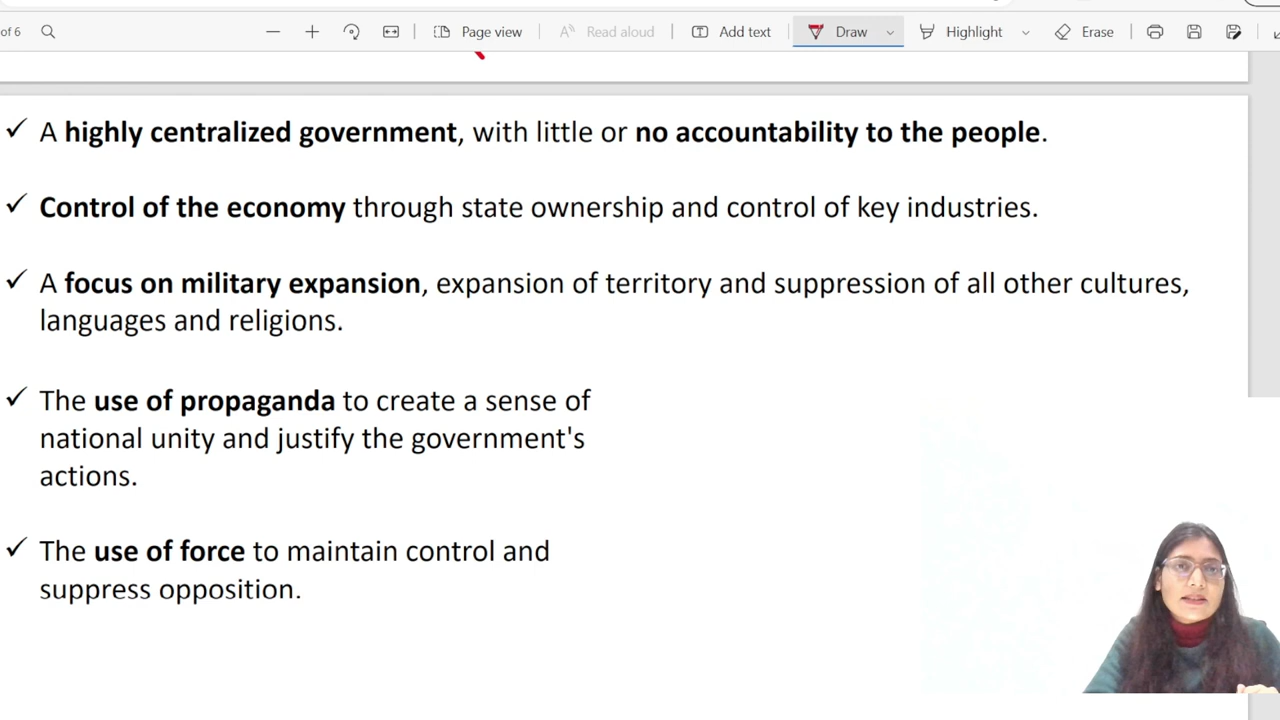 of 6
Page view
Read aloud
Add text
Draw
Highlight
Erase
✓ A highly centralized government, with little or no accountability to the people.
✓ Control of the economy through state ownership and control of key industries.
✓ A focus on military expansion, expansion of territory and suppression of all other cultures,
languages and religions.
✓ The use of propaganda to create a sense of
national unity and justify the government's
actions.
✓ The use of force to maintain control and
suppress opposition.